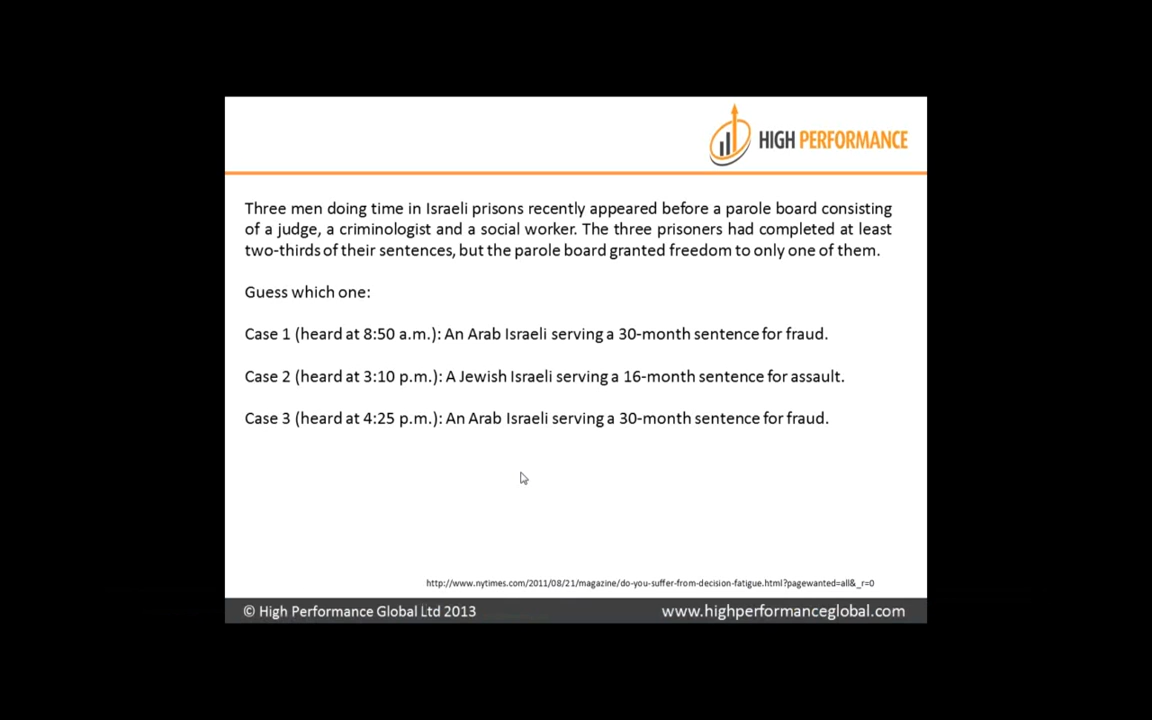 HIGH PERFORMANCE
Three men doing time in Israeli prisons recently appeared before a parole board consisting
of a judge, a criminologist and a social worker. The three prisoners had completed at least
two-thirds of their sentences, but the parole board granted freedom to only one of them.
Guess which one:
Case 1 (heard at 8:50 a.m.): An Arab Israeli serving a 30-month sentence for fraud.
Case 2 (heard at 3:10 p.m.): A Jewish Israeli serving a 16-month sentence for assault.
Case 3 (heard at 4:25 p.m.): An Arab Israeli serving a 30-month sentence for fraud.
http://www.nytimes.com/2011/08/21/magazine/do-you-suffer-from-decision-fatigue.html?pagewanted=all&_r=0
© High Performance Global Ltd 2013 www.highperformanceglobal.com